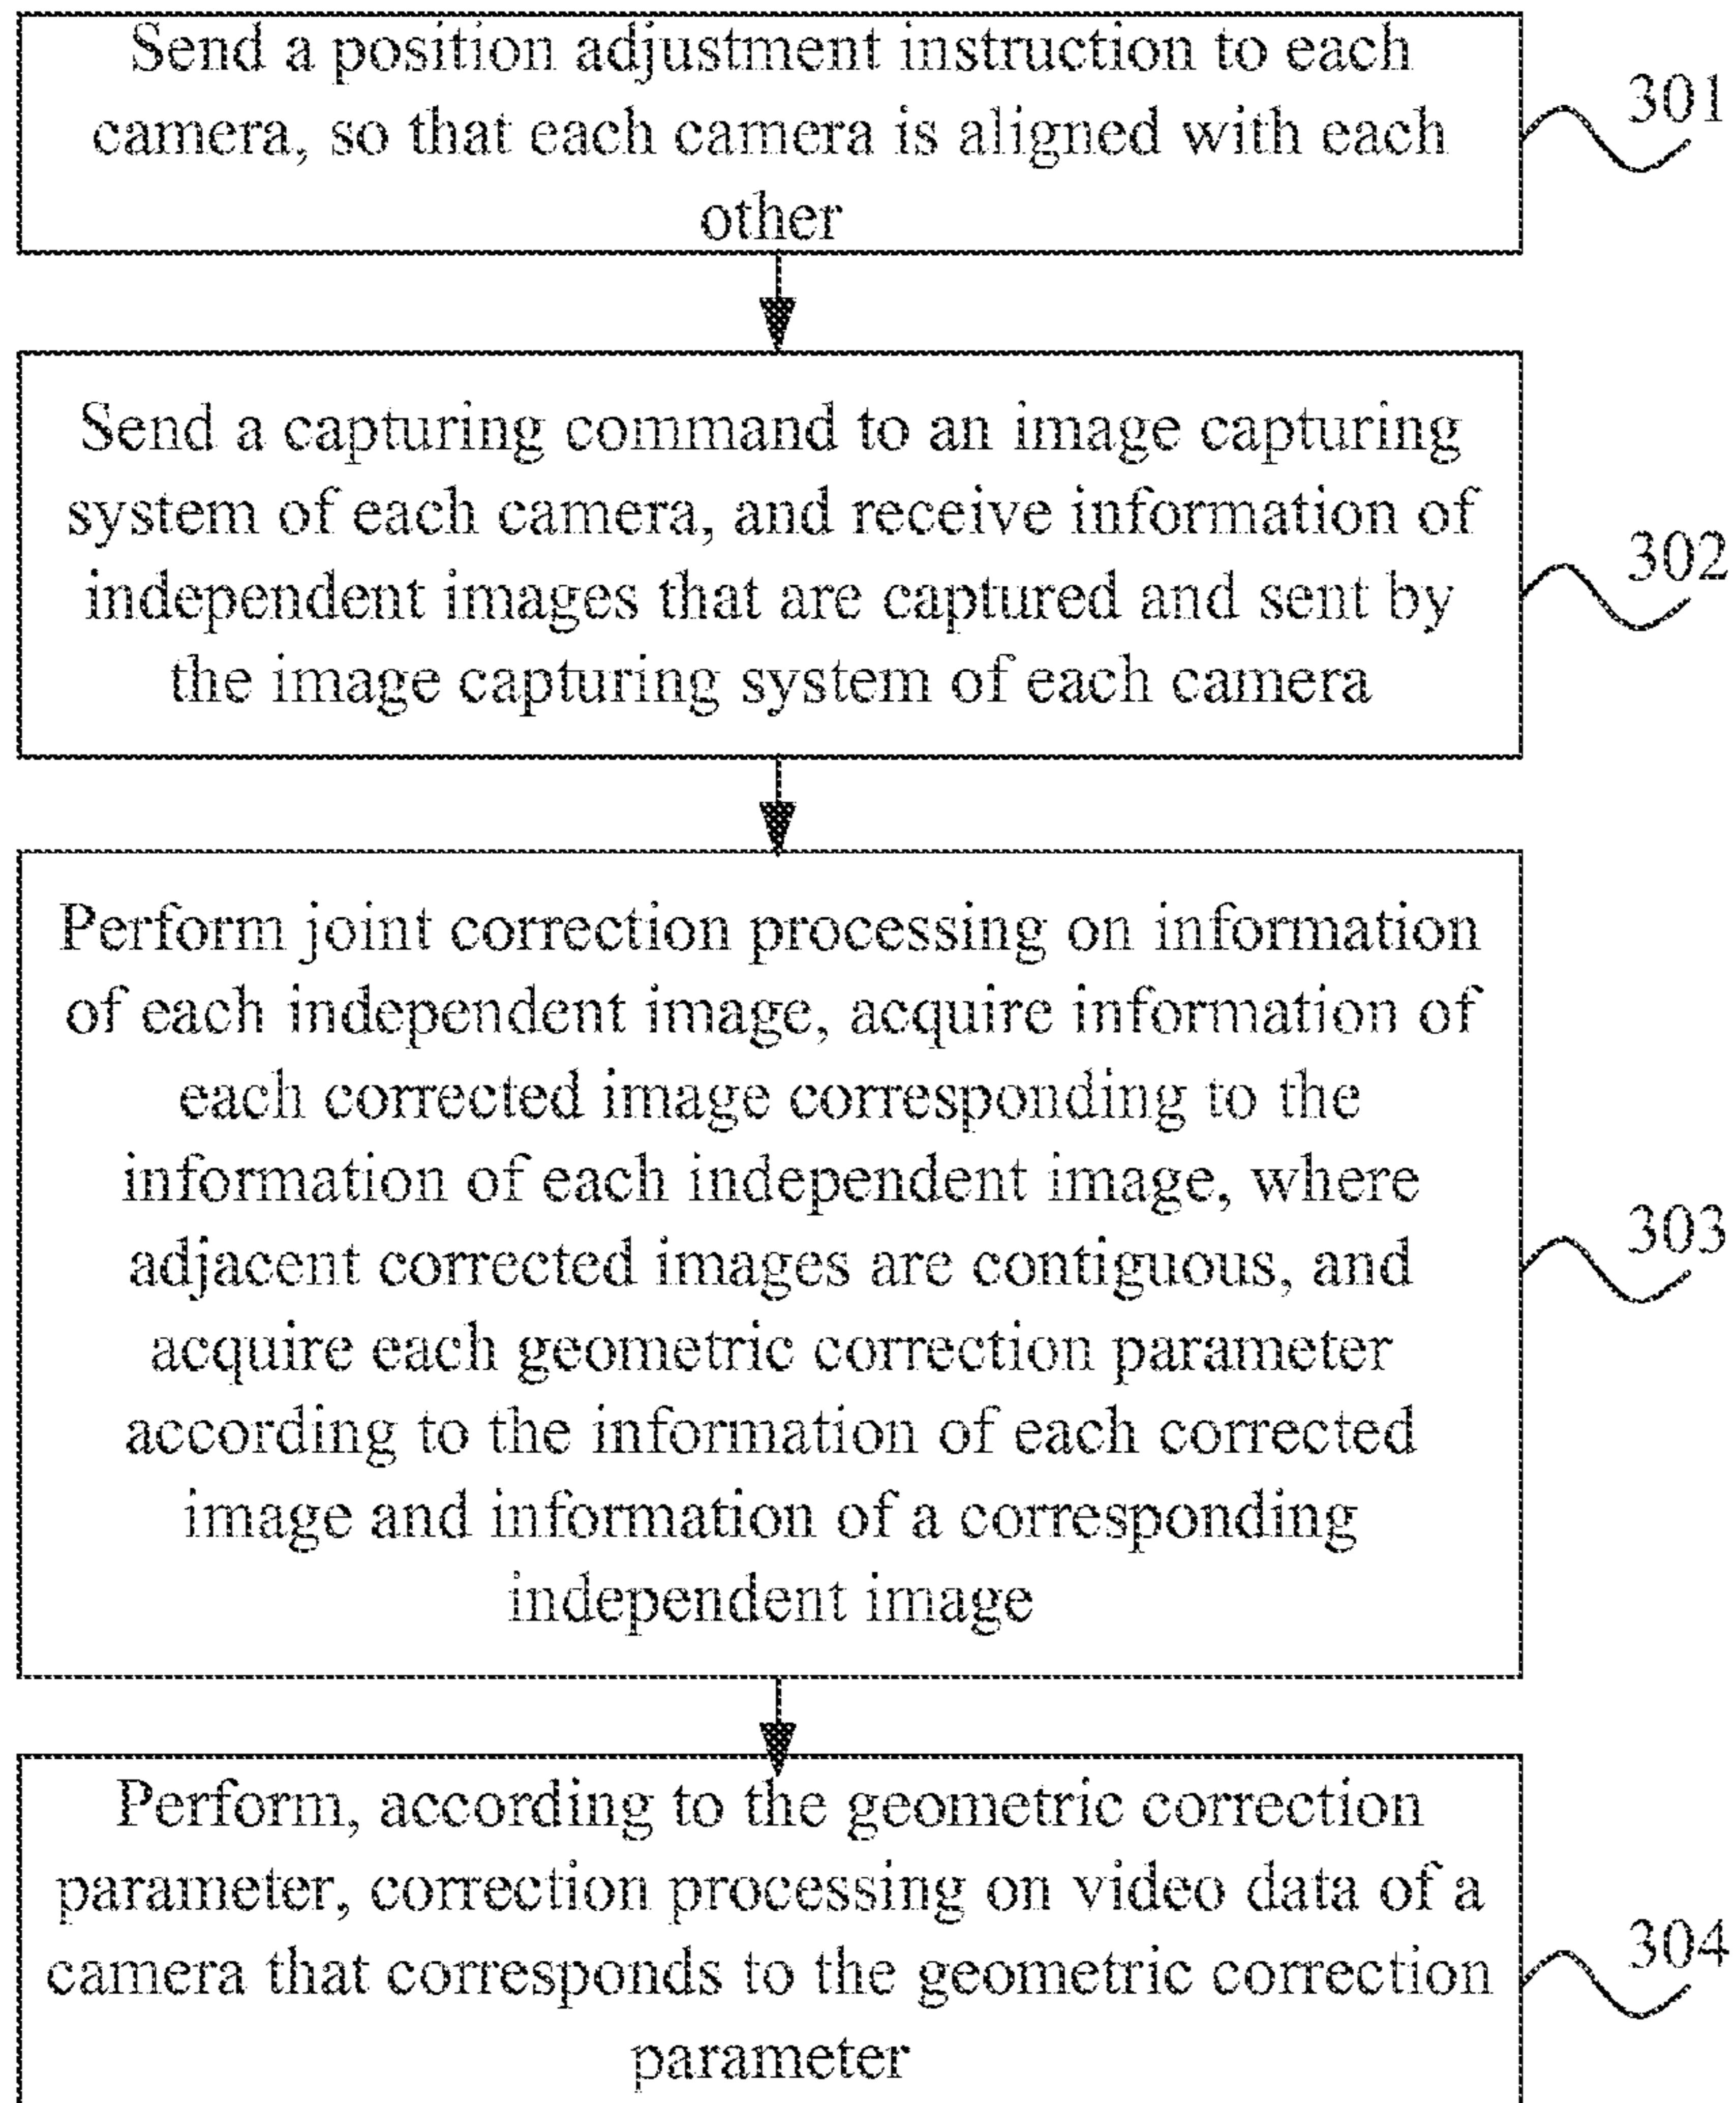 Send a position adjustment instruction to each
camera, so that each camera is aligned with each
other
301
Send a capturing command to an image capturing
system of each camera, and receive information of
independent images that are captured and sent by
the image capturing system of each camera
302
Perform joint correction processing on information
of each independent image, acquire information of
each corrected image corresponding to the
information of each independent image, where
adjacent corrected images are contiguous, and
acquire each geometric correction parameter
according to the information of each corrected
image and information of a corresponding
independent image
303
Perform, according to the geometric correction
parameter, correction processing on video data of a
camera that corresponds to the geometric correction
parameter
304